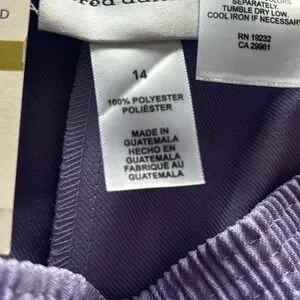 14
100% POLYESTER
POLIÉSTER
MADE IN
GUATEMALA
HECHO EN
GUATEMALA
FABRIQUÉ AU
GUATEMALA
SEPARATELY.
TUMBLE DRY LOW.
COOL IRON IF NECESSARY
RN 19232
CA 29961